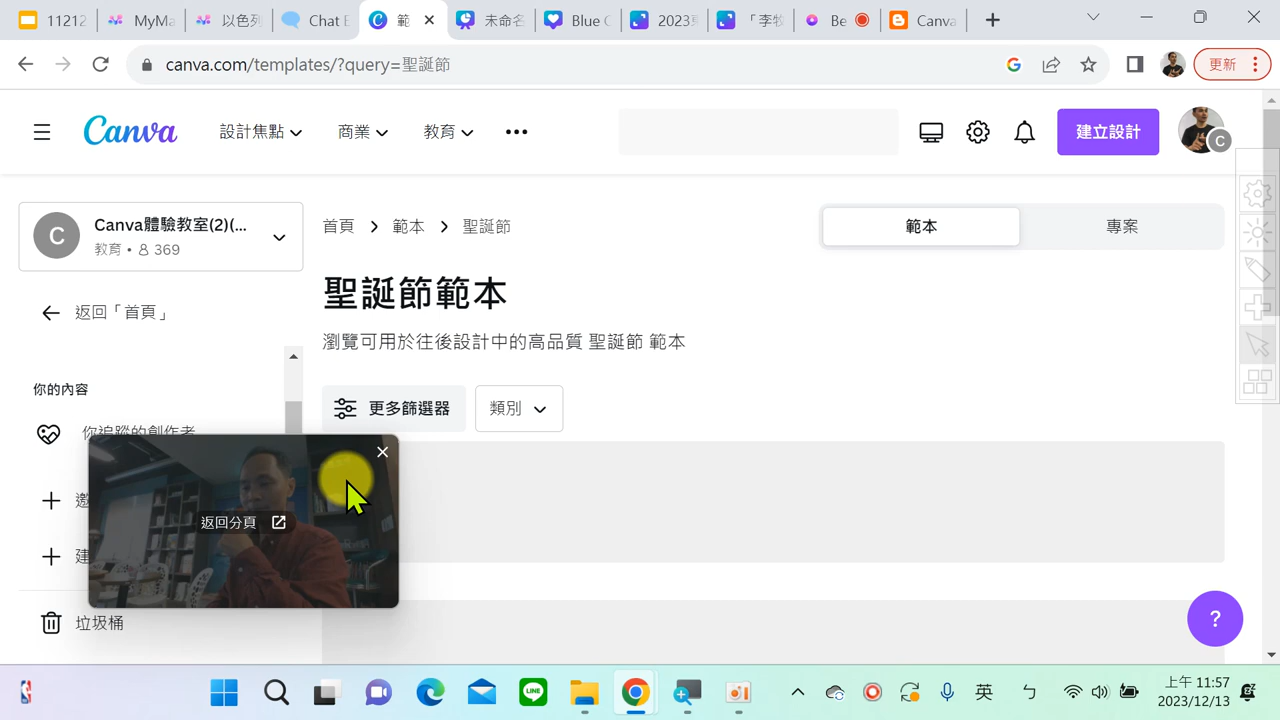 11212
MyMa
以色列
Chat E
範
未命名
Blue C
2023
「李牧
Be
Canva
canva.com/templates/?query=聖誕節
更新
Canva
設計焦點
商業
教育
建立設計
C
C
Canva體驗教室(2)(...
教育 • 369
首頁
範本
聖誕節
範本
專案
聖誕節範本
返回「首頁」
瀏覽可用於往後設計中的高品質 聖誕節 範本
你的內容
更多篩選器
類別
你追蹤的創作者
返回分頁
建
垃圾桶
?
LINE
英
ㄅ
上午 11:57
2023/12/13